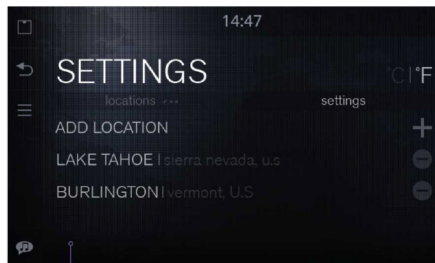 14:47
SETTINGS °C|°F
locations settings
ADD LOCATION
LAKE TAHOE | sierra nevada, u.s
BURLINGTON | vermont, U.S